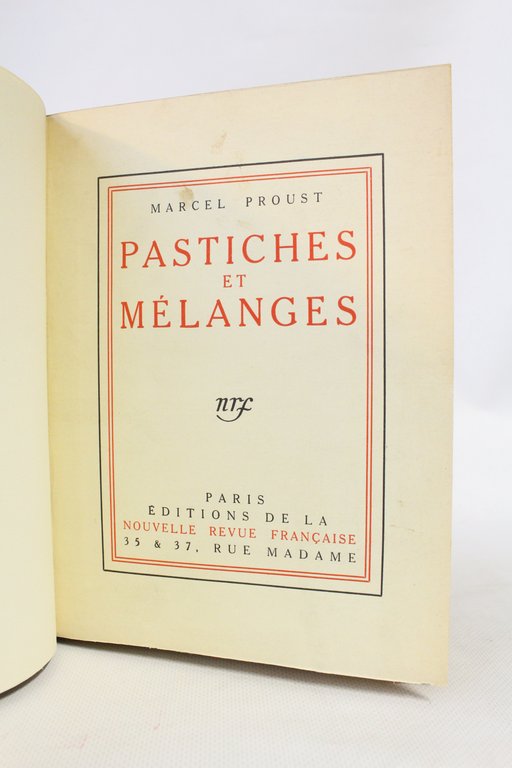 MARCEL PROUST
PASTICHES
ET
MÉLANGES
nrf
PARIS
ÉDITIONS DE LA
NOUVELLE REVUE FRANÇAISE
35 & 37, RUE MADAME